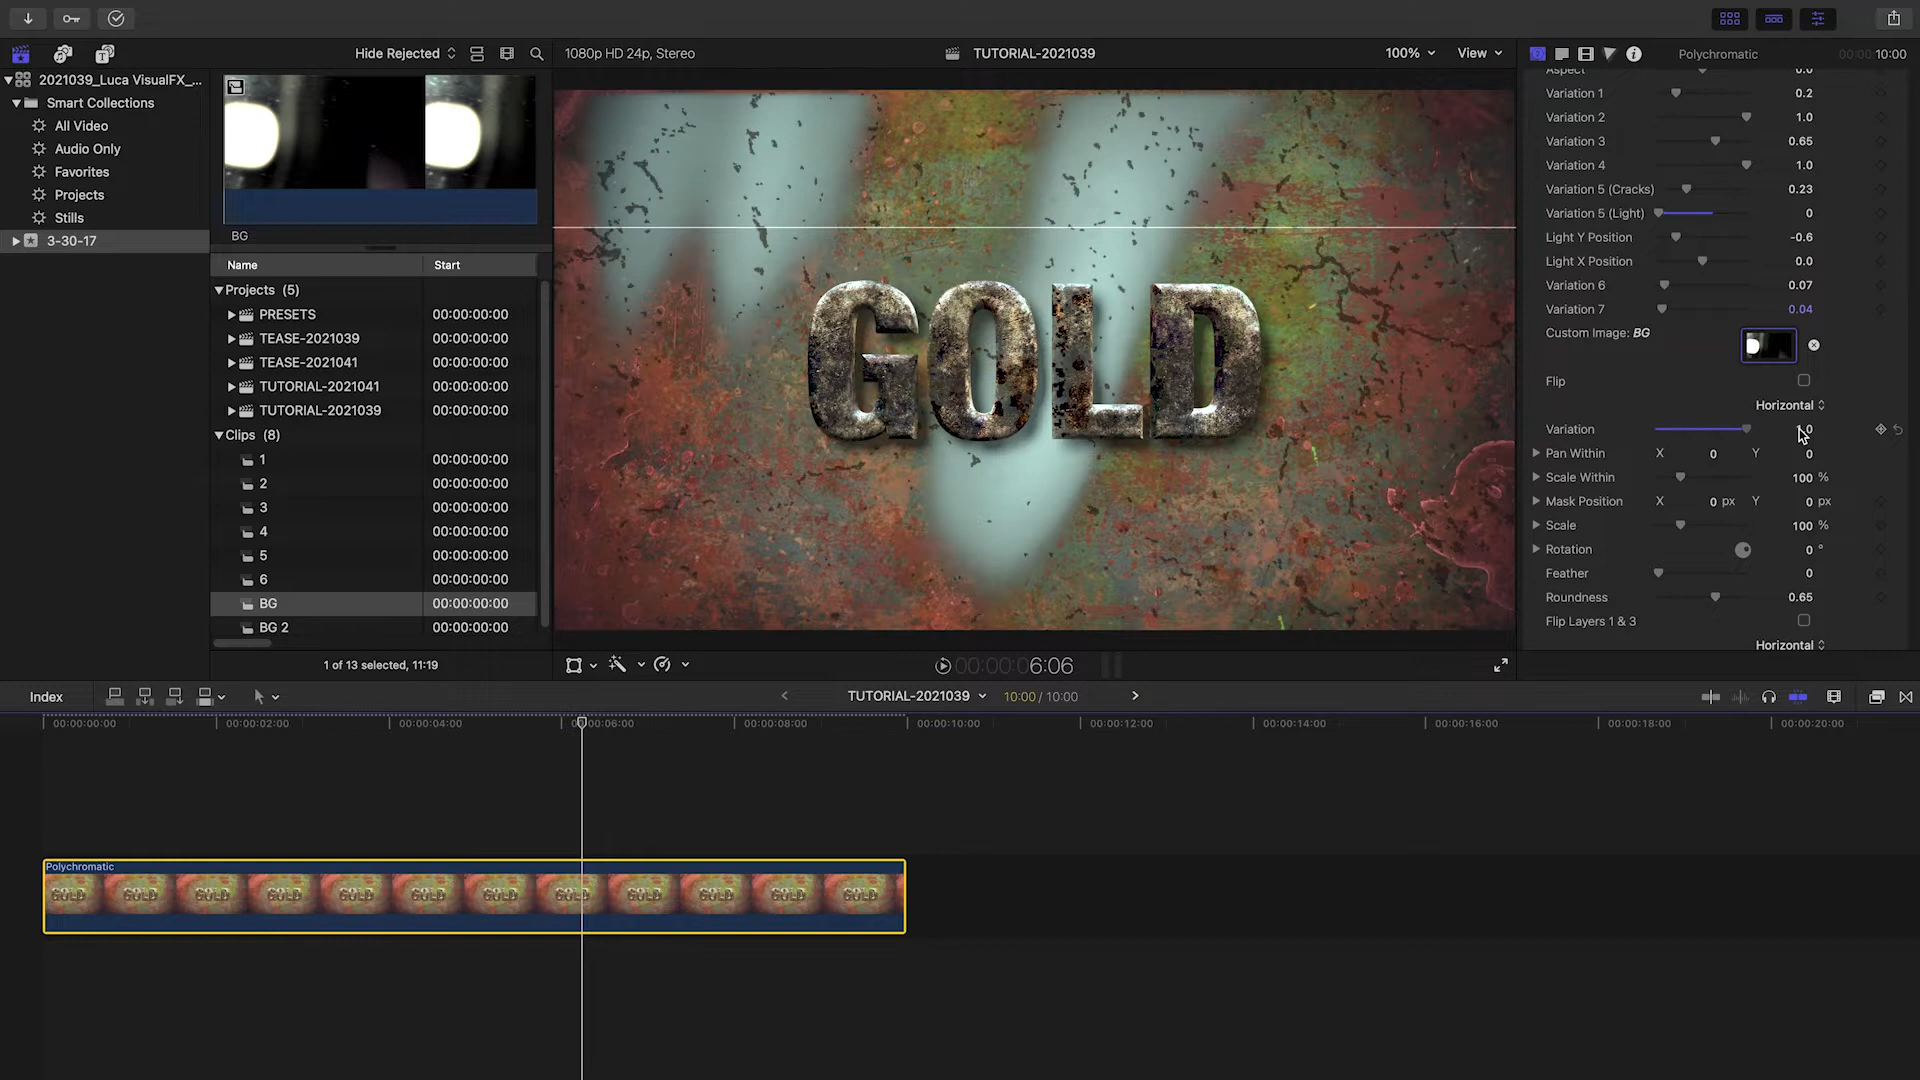 Hide Rejected
1080p HD 24p, Stereo
TUTORIAL-2021039
100%
View
Polychromatic
00:00:10:00
2021039_Luca VisualFX_...
Smart Collections
All Video
Audio Only
Favorites
Projects
Stills
3-30-17
BG
Name Start
Projects (5)
PRESETS 00:00:00:00
TEASE-2021039 00:00:00:00
TEASE-2021041 00:00:00:00
TUTORIAL-2021041 00:00:00:00
TUTORIAL-2021039 00:00:00:00
Clips (8)
1 00:00:00:00
2 00:00:00:00
3 00:00:00:00
4 00:00:00:00
5 00:00:00:00
6 00:00:00:00
BG 00:00:00:00
BG 2 00:00:00:00
1 of 13 selected, 11:19
GOLD
00:00:06:06
Aspect 0.0
Variation 1 0.2
Variation 2 1.0
Variation 3 0.65
Variation 4 1.0
Variation 5 (Cracks) 0.23
Variation 5 (Light) 0
Light Y Position -0.6
Light X Position 0.0
Variation 6 0.07
Variation 7 0.04
Custom Image: BG
Flip
Horizontal
Variation 1.0
Pan Within X 0 Y 0
Scale Within 100 %
Mask Position X 0 px Y 0 px
Scale 100 %
Rotation 0 °
Feather 0
Roundness 0.65
Flip Layers 1 & 3
Horizontal
Index
TUTORIAL-2021039
10:00 / 10:00
00:00:00:00 00:00:02:00 00:00:04:00 00:00:06:00 00:00:08:00 00:00:10:00 00:00:12:00 00:00:14:00 00:00:16:00 00:00:18:00 00:00:20:00
Polychromatic
GOLD GOLD GOLD GOLD GOLD GOLD GOLD GOLD GOLD GOLD GOLD GOLD